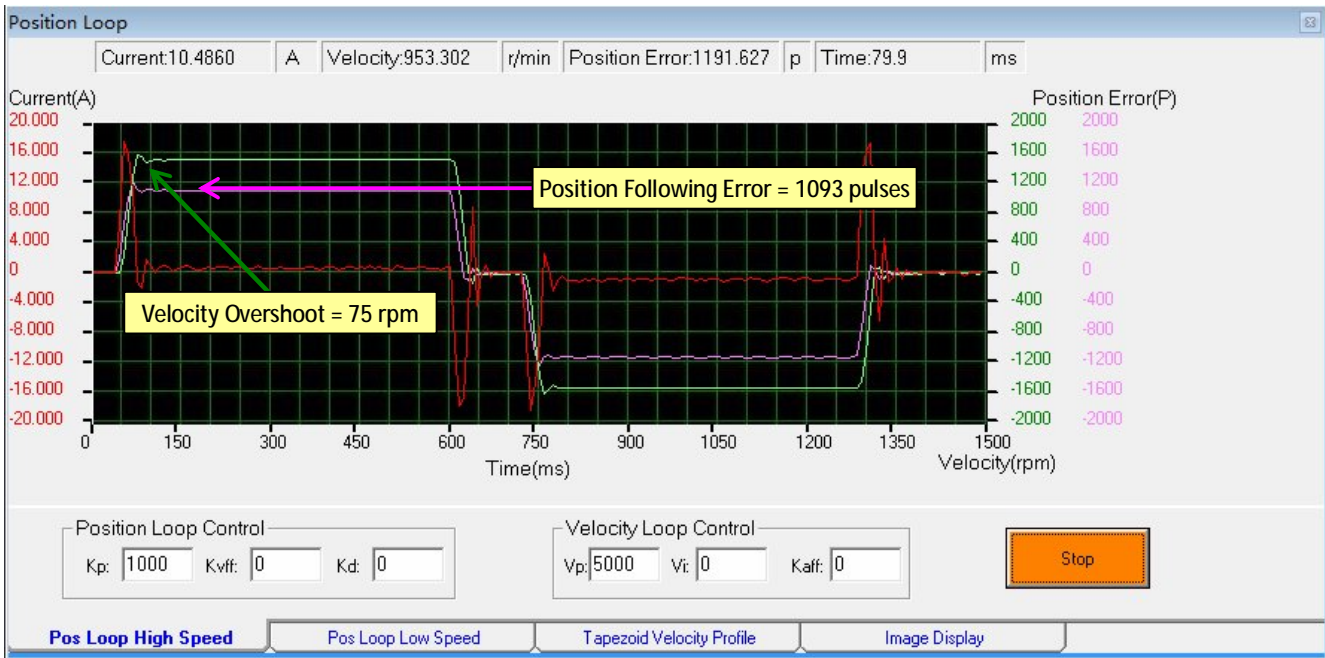 Position Loop
Current:10.4860 A Velocity:953.302 r/min Position Error:1191.627 p Time:79.9 ms
Current(A) Position Error(P)
20.000 2000 2000
16.000 1600 1600
12.000 1200 1200
8.000 800 800
4.000 400 400
0 0 0
-4.000 -400 -400
-8.000 -800 -800
-12.000 -1200 -1200
-16.000 -1600 -1600
-20.000 -2000 -2000
Position Following Error = 1093 pulses
Velocity Overshoot = 75 rpm
0 150 300 450 600 750 900 1050 1200 1350 1500
Time(ms) Velocity(rpm)
Position Loop Control Velocity Loop Control
Kp: 1000 Kvff: 0 Kd: 0 Vp: 5000 Vi: 0 Kaff: 0
Stop
Pos Loop High Speed Pos Loop Low Speed Tapezoid Velocity Profile Image Display